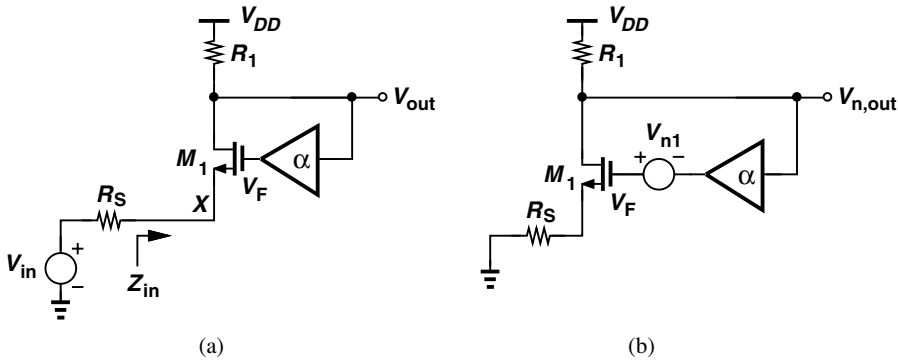 V_DD
R_1
V_out
M_1
α
V_F
R_S
X
V_in
+
−
Z_in
(a)
V_DD
R_1
V_n,out
V_n1
+
−
M_1
α
V_F
R_S
(b)